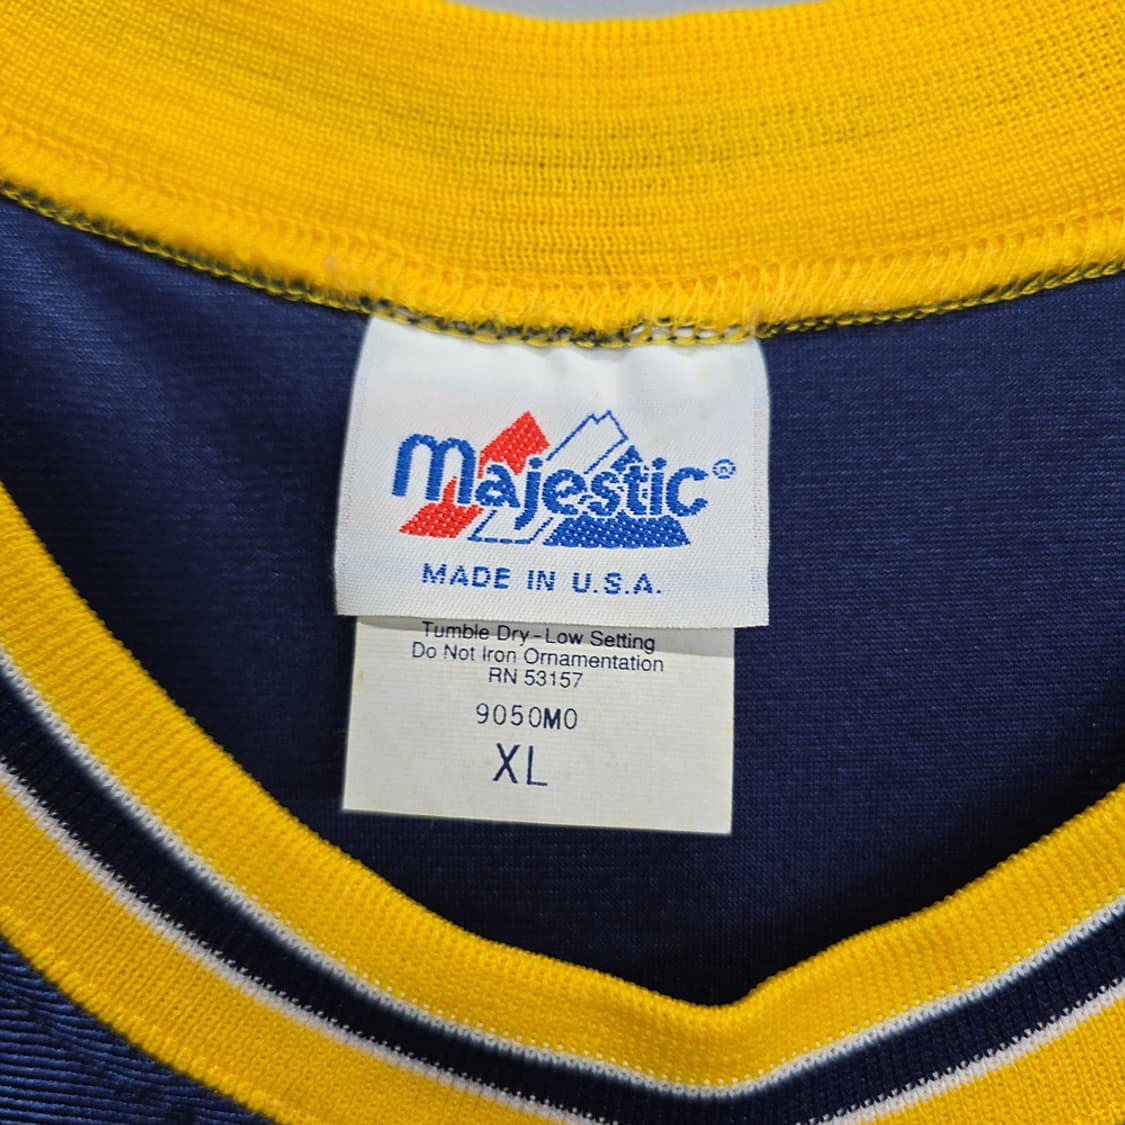 Majestic®
MADE IN U.S.A.
Tumble Dry-Low Setting
Do Not Iron Ornamentation
RN 53157
9050M0
XL